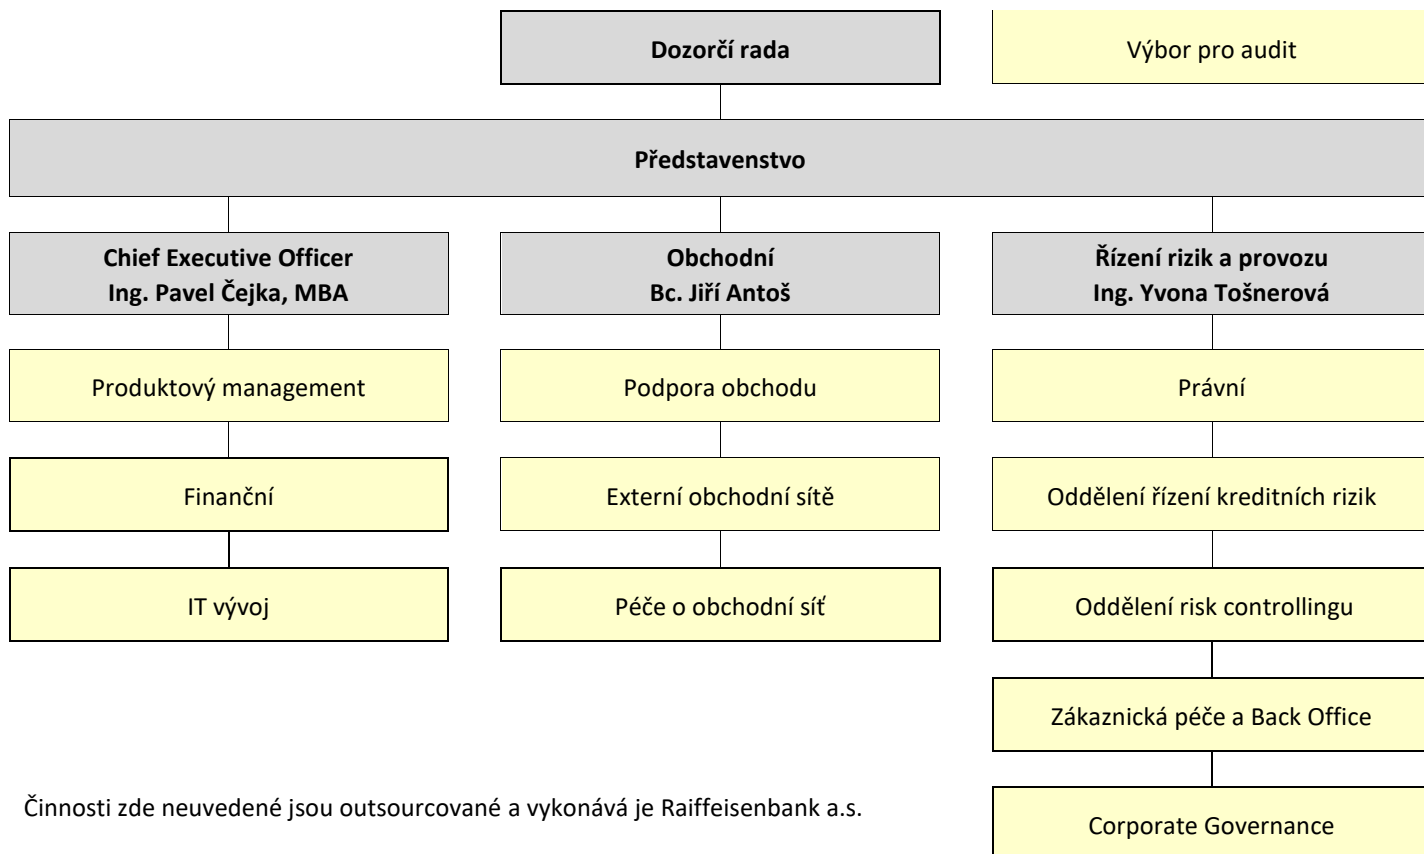 Dozorčí rada
Výbor pro audit
Představenstvo
Chief Executive Officer
Ing. Pavel Čejka, MBA
Obchodní
Bc. Jiří Antoš
Řízení rizik a provozu
Ing. Yvona Tošnerová
Produktový management
Podpora obchodu
Právní
Finanční
Externí obchodní sítě
Oddělení řízení kreditních rizik
IT vývoj
Péče o obchodní síť
Oddělení risk controllingu
Zákaznická péče a Back Office
Činnosti zde neuvedené jsou outsourcované a vykonává je Raiffeisenbank a.s.
Corporate Governance